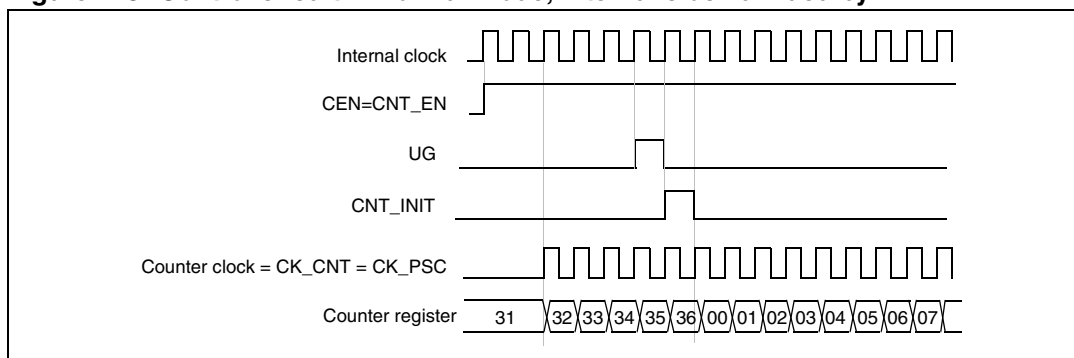 Internal clock
CEN=CNT_EN
UG
CNT_INIT
Counter clock = CK_CNT = CK_PSC
Counter register 31 32 33 34 35 36 00 01 02 03 04 05 06 07